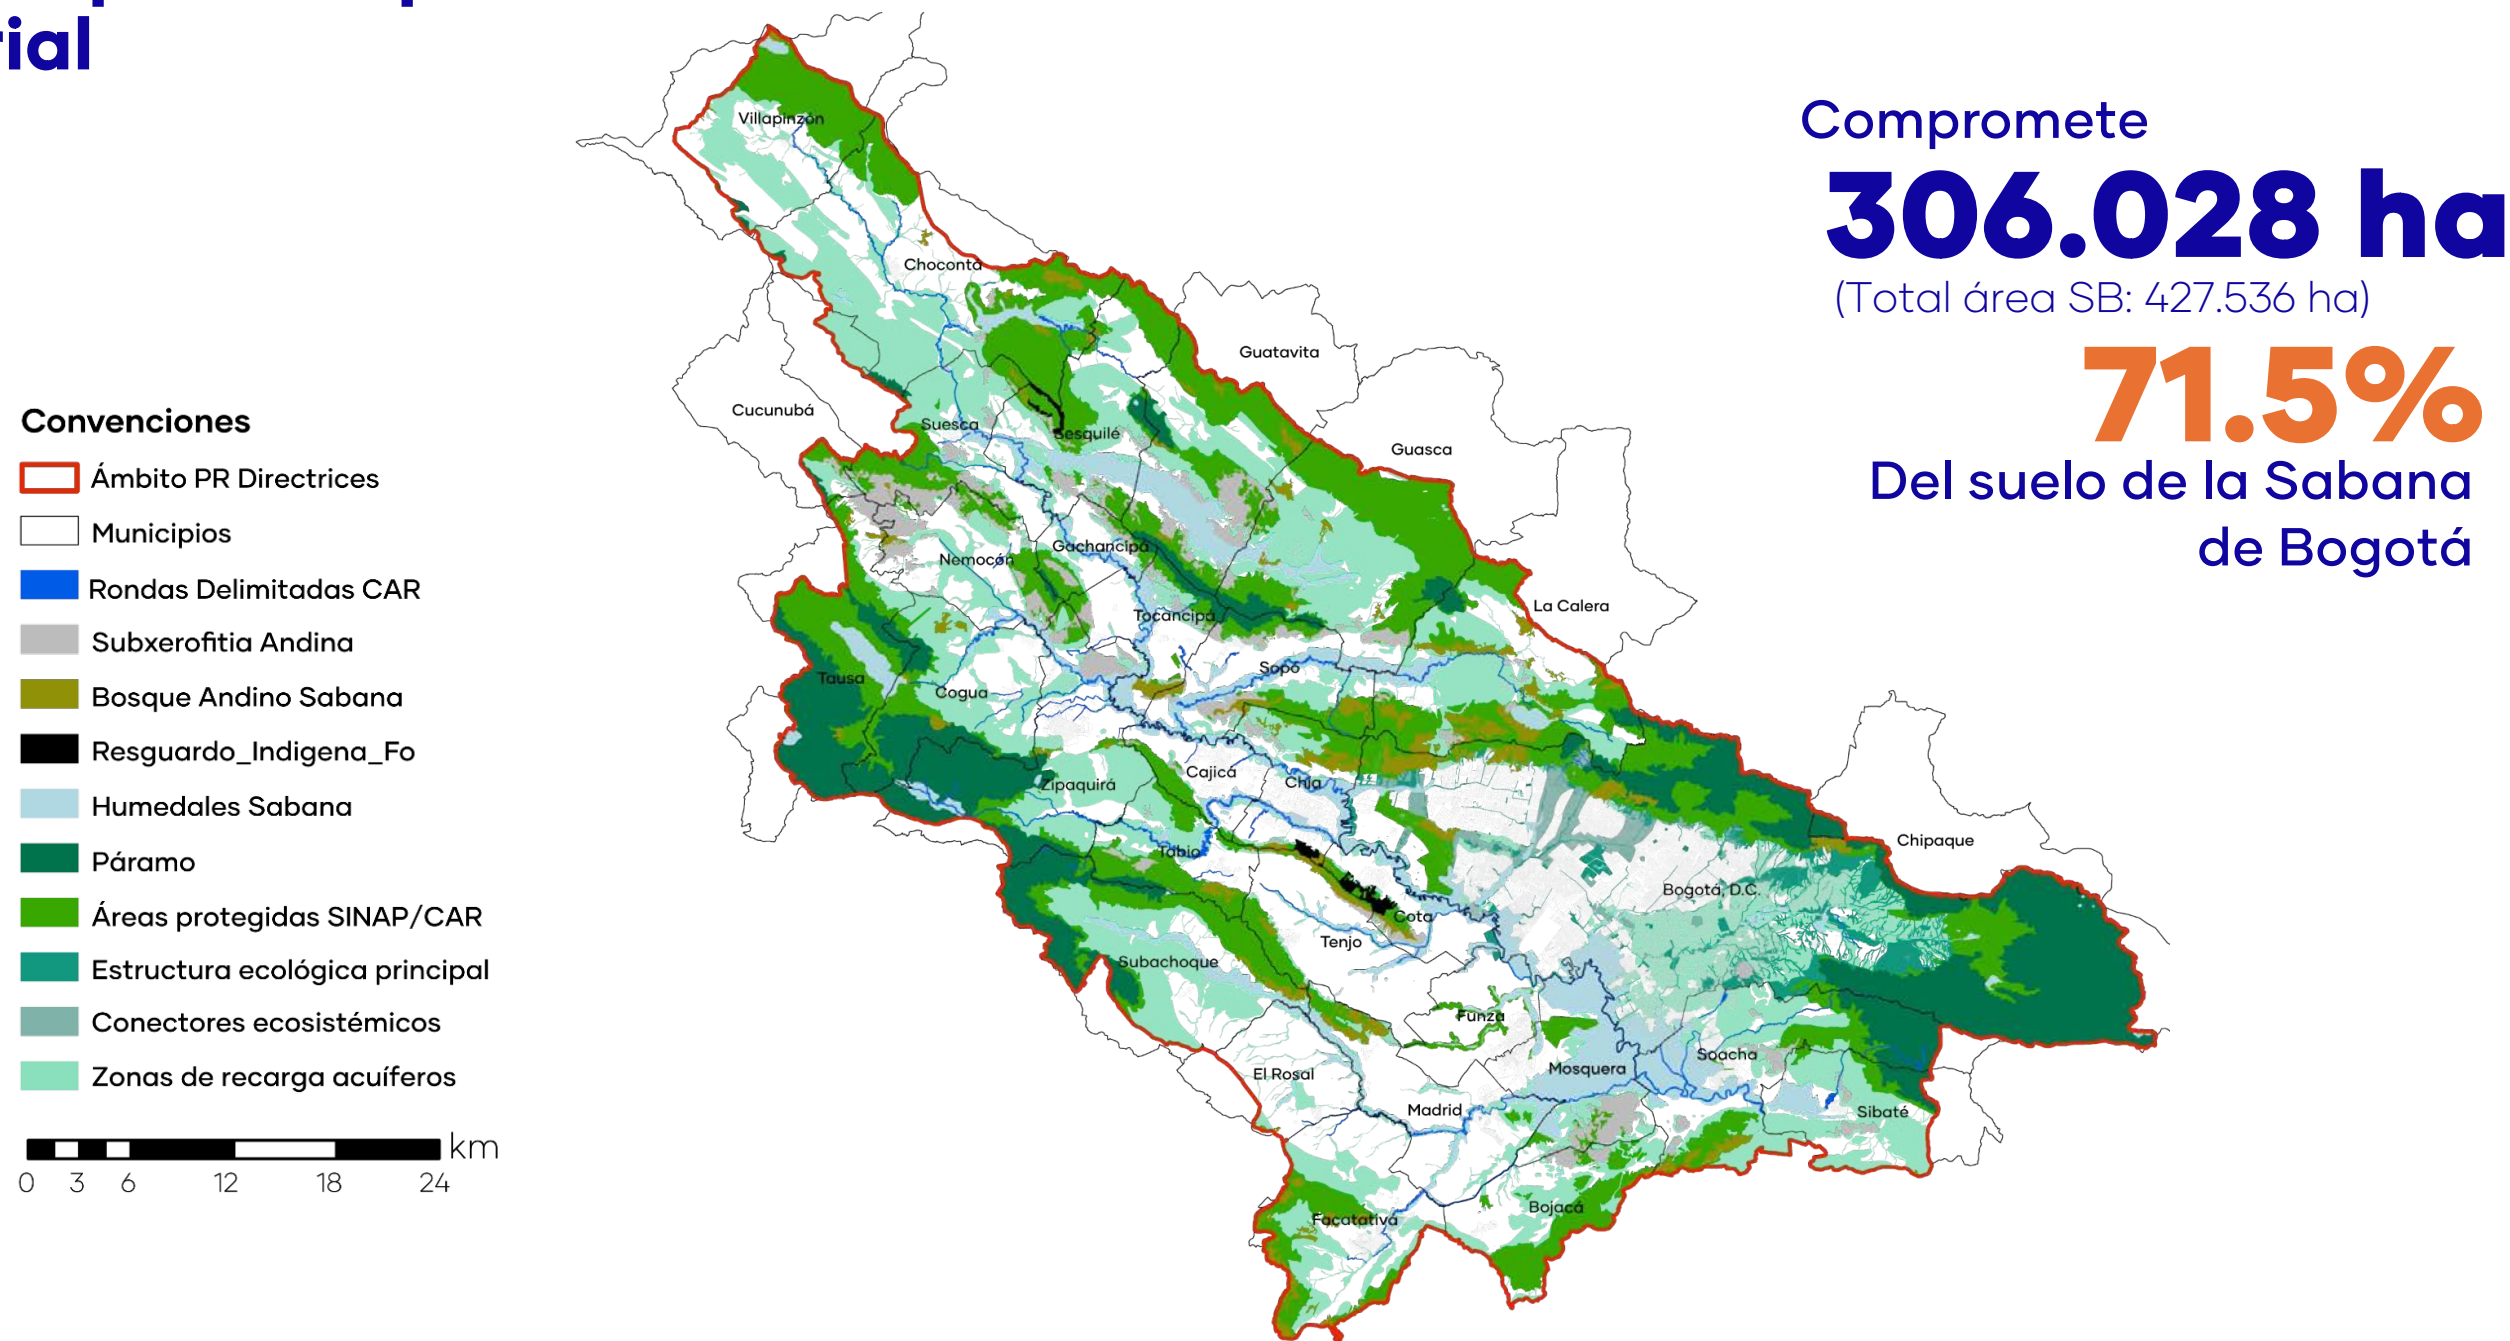 rial
Compromete
306.028 ha
(Total área SB: 427.536 ha)
71.5%
Del suelo de la Sabana
de Bogotá
Convenciones
Ámbito PR Directrices
Municipios
Rondas Delimitadas CAR
Subxerofitia Andina
Bosque Andino Sabana
Resguardo_Indigena_Fo
Humedales Sabana
Páramo
Áreas protegidas SINAP/CAR
Estructura ecológica principal
Conectores ecosistémicos
Zonas de recarga acuíferos
km
0 3 6 12 18 24
Villapinzón
Chocontá
Guatavita
Cucunubá
Suesca
Sesquilé
Guasca
Gachancipá
Nemocón
La Calera
Tocancipá
Sopó
Tausa
Cogua
Cajicá
Chía
Zipaquirá
Chipaque
Tabio
Bogotá, D.C.
Cota
Tenjo
Subachoque
Funza
Soacha
Mosquera
El Rosal
Madrid
Sibaté
Bojacá
Facatativá